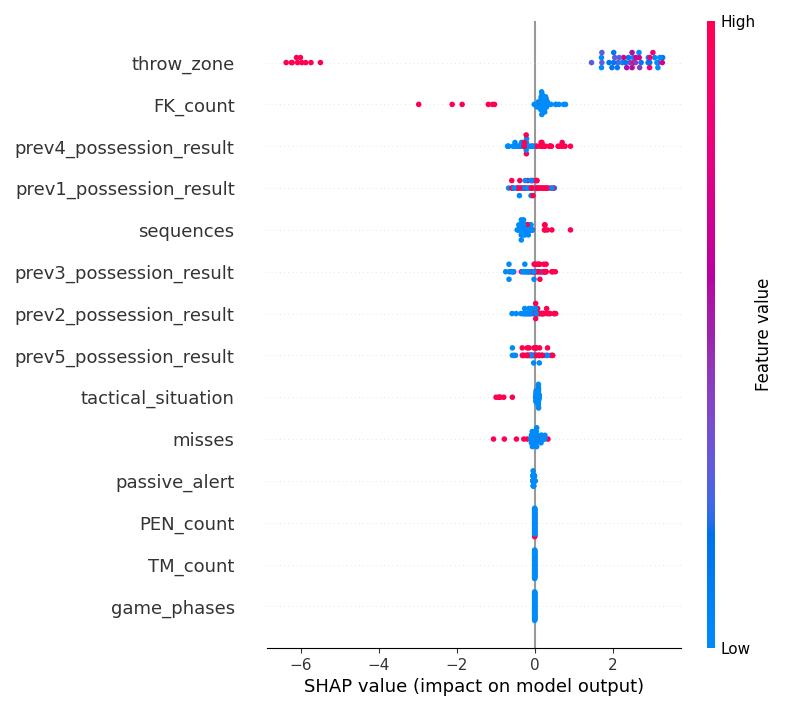 High
throw_zone
FK_count
prev4_possession_result
prev1_possession_result
sequences
prev3_possession_result
prev2_possession_result
prev5_possession_result
tactical_situation
misses
passive_alert
PEN_count
TM_count
game_phases
Feature value
Low
−6 −4 −2 0 2
SHAP value (impact on model output)